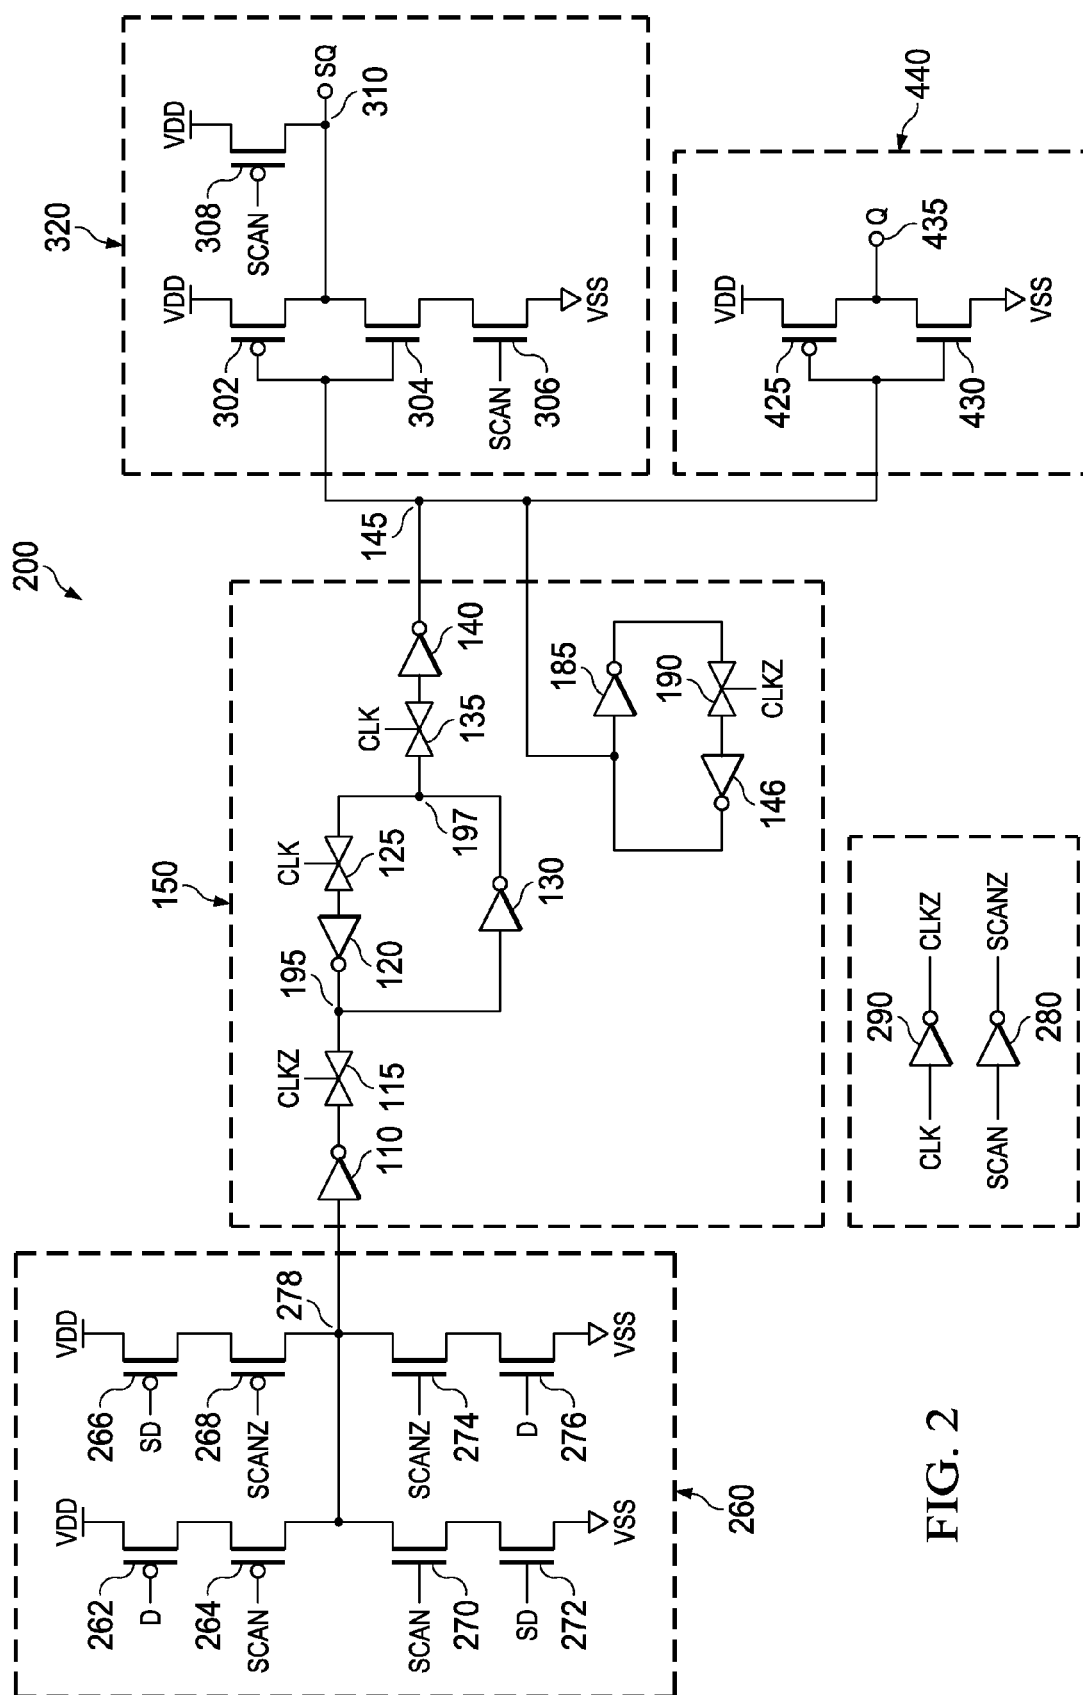 200
260
VDD
262
D
264
SCAN
SCAN
270
SD
272
VSS
VDD
266
SD
268
SCANZ
278
SCANZ
274
D
276
VSS
150
110
CLKZ
115
195
120
CLK
125
130
197
CLK
135
140
145
185
190
CLKZ
146
CLK
290
CLKZ
SCAN
280
SCANZ
320
VDD
302
304
SCAN
306
VSS
VDD
308
SCAN
SQ
310
440
VDD
425
430
VSS
Q
435
FIG. 2